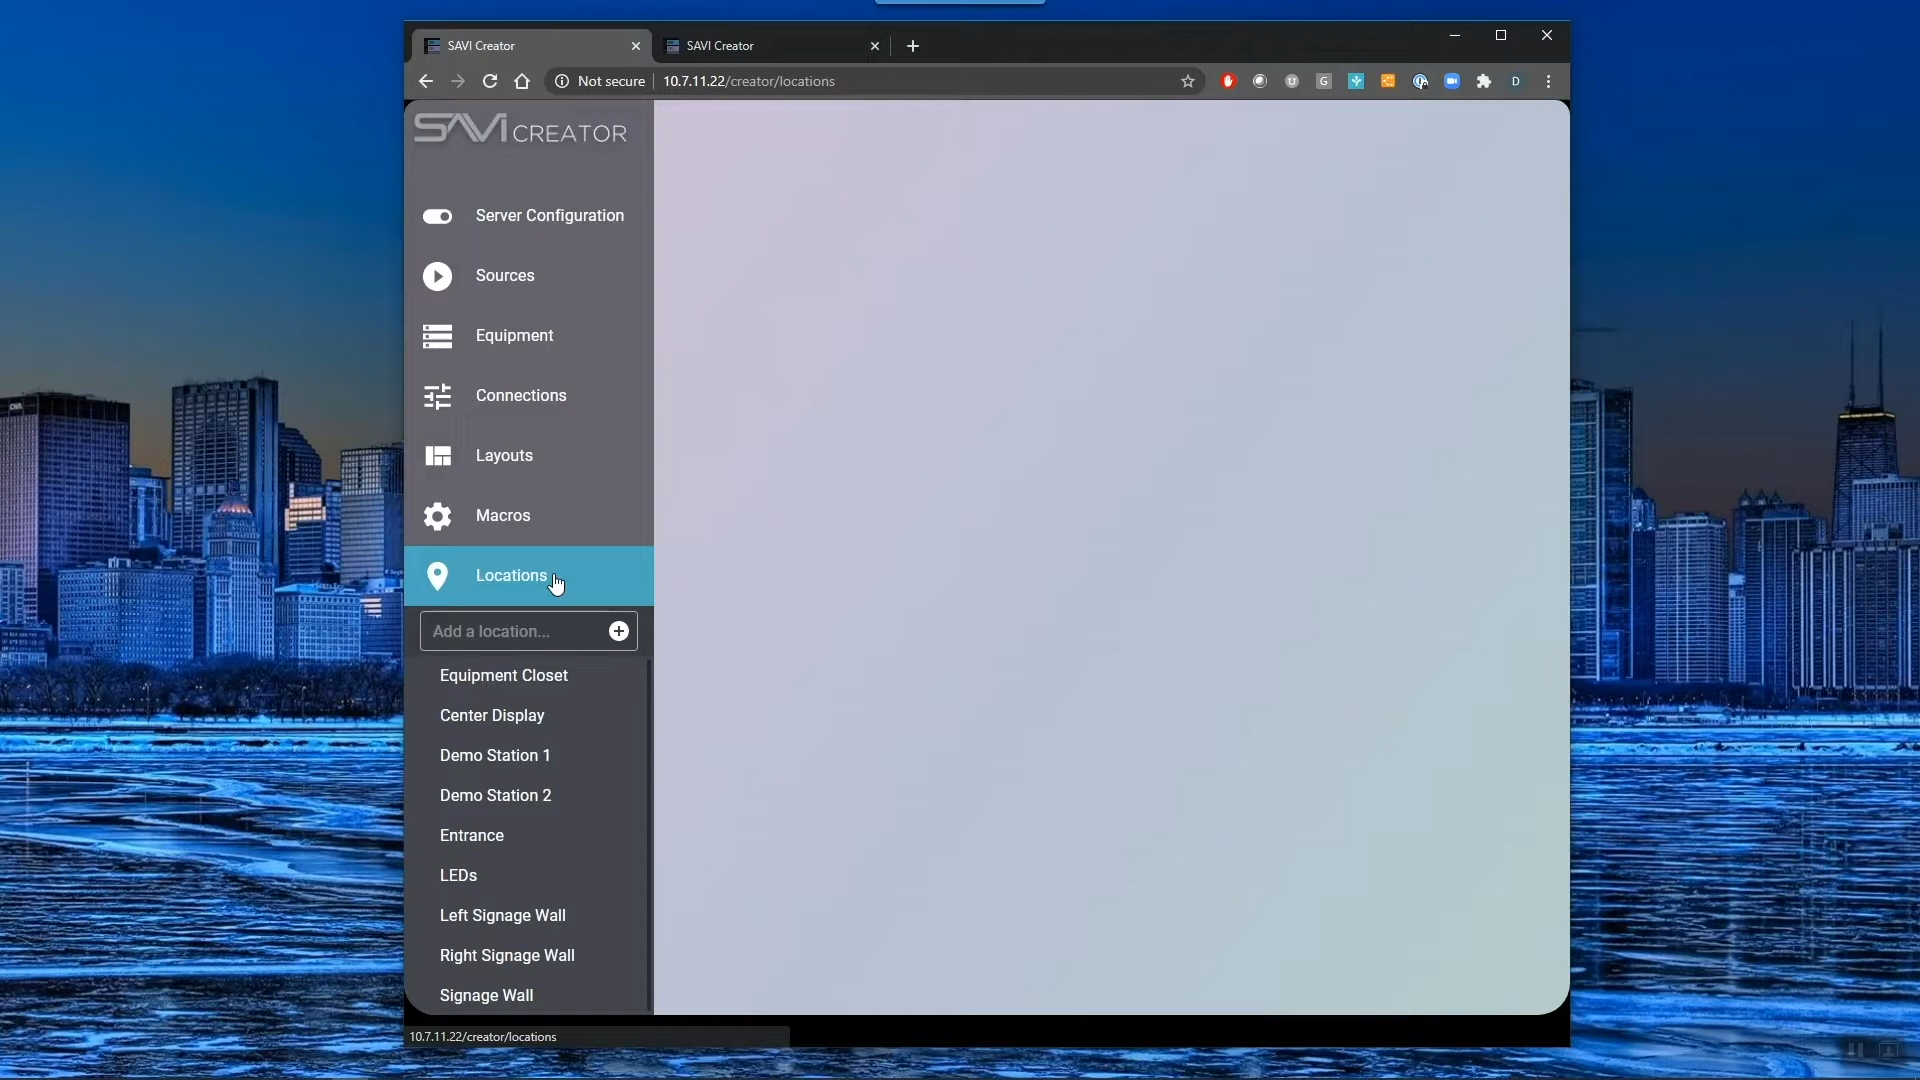 SAVI Creator
SAVI Creator
Not secure 10.7.11.22/creator/locations
G
D
SAVI CREATOR
Server Configuration
Sources
Equipment
Connections
Layouts
Macros
Locations
Add a location...
Equipment Closet
Center Display
Demo Station 1
Demo Station 2
Entrance
LEDs
Left Signage Wall
Right Signage Wall
Signage Wall
10.7.11.22/creator/locations